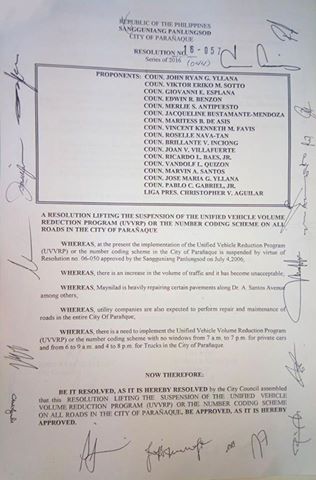 REPUBLIC OF THE PHILIPPINES
SANGGUNIANG PANLUNGSOD
CITY OF PARAÑAQUE
RESOLUTION NO. 16-057
Series of 2016 (044)
PROPONENTS: COUN. JOHN RYAN G. YLLANA
COUN. VIKTOR ERIKO M. SOTTO
COUN. GIOVANNI E. ESPLANA
COUN. EDWIN R. BENZON
COUN. MERLIE S. ANTIPUESTO
COUN. JACQUELINE BUSTAMANTE-MENDOZA
COUN. MARITESS B. DE ASIS
COUN. VINCENT KENNETH M. FAVIS
COUN. ROSELLE NAVA-TAN
COUN. BRILLANTE V. INCIONG
COUN. JOAN V. VILLAFUERTE
COUN. RICARDO L. BAES, JR.
COUN. VANDOLF L. QUIZON
COUN. MARVIN A. SANTOS
COUN. JOSE MARIA G. YLLANA
COUN. PABLO C. GABRIEL, JR.
LIGA PRES. CHRISTOPHER V. AGUILAR
A RESOLUTION LIFTING THE SUSPENSION OF THE UNIFIED VEHICLE VOLUME
REDUCTION PROGRAM (UVVRP) OR THE NUMBER CODING SCHEME ON ALL
ROADS IN THE CITY OF PARAÑAQUE
WHEREAS, at the present the implementation of the Unified Vehicle Reduction Program
(UVVRP) or the number coding scheme in the City of Parañaque is suspended by virtue of
Resolution No. 06-050 approved by the Sangguniang Panlungsod on July 4,2006;
WHEREAS, there is an increase in the volume of traffic and it has become unacceptable;
WHEREAS, Maynilad is heavily repairing certain pavements along Dr. A. Santos Avenue
among others;
WHEREAS, utility companies are also expected to perform repair and maintenance of
roads in the entire City Of Parañaque;
WHEREAS, there is a need to implement the Unified Vehicle Volume Reduction Program
(UVVRP) or the number coding scheme with no windows from 7 a.m. to 7 p.m. for private cars
and from 6 to 9 a.m. and 4 to 8 p.m. for Trucks in the City of Parañaque.
NOW THEREFORE:
BE IT RESOLVED, AS IT IS HEREBY RESOLVED by the City Council assembled
that this RESOLUTION LIFTING THE SUSPENSION OF THE UNIFIED VEHICLE
VOLUME REDUCTION PROGRAM (UVVRP) OR THE NUMBER CODING SCHEME
ON ALL ROADS IN THE CITY OF PARAÑAQUE, BE APPROVED, AS IT IS HEREBY
APPROVED.